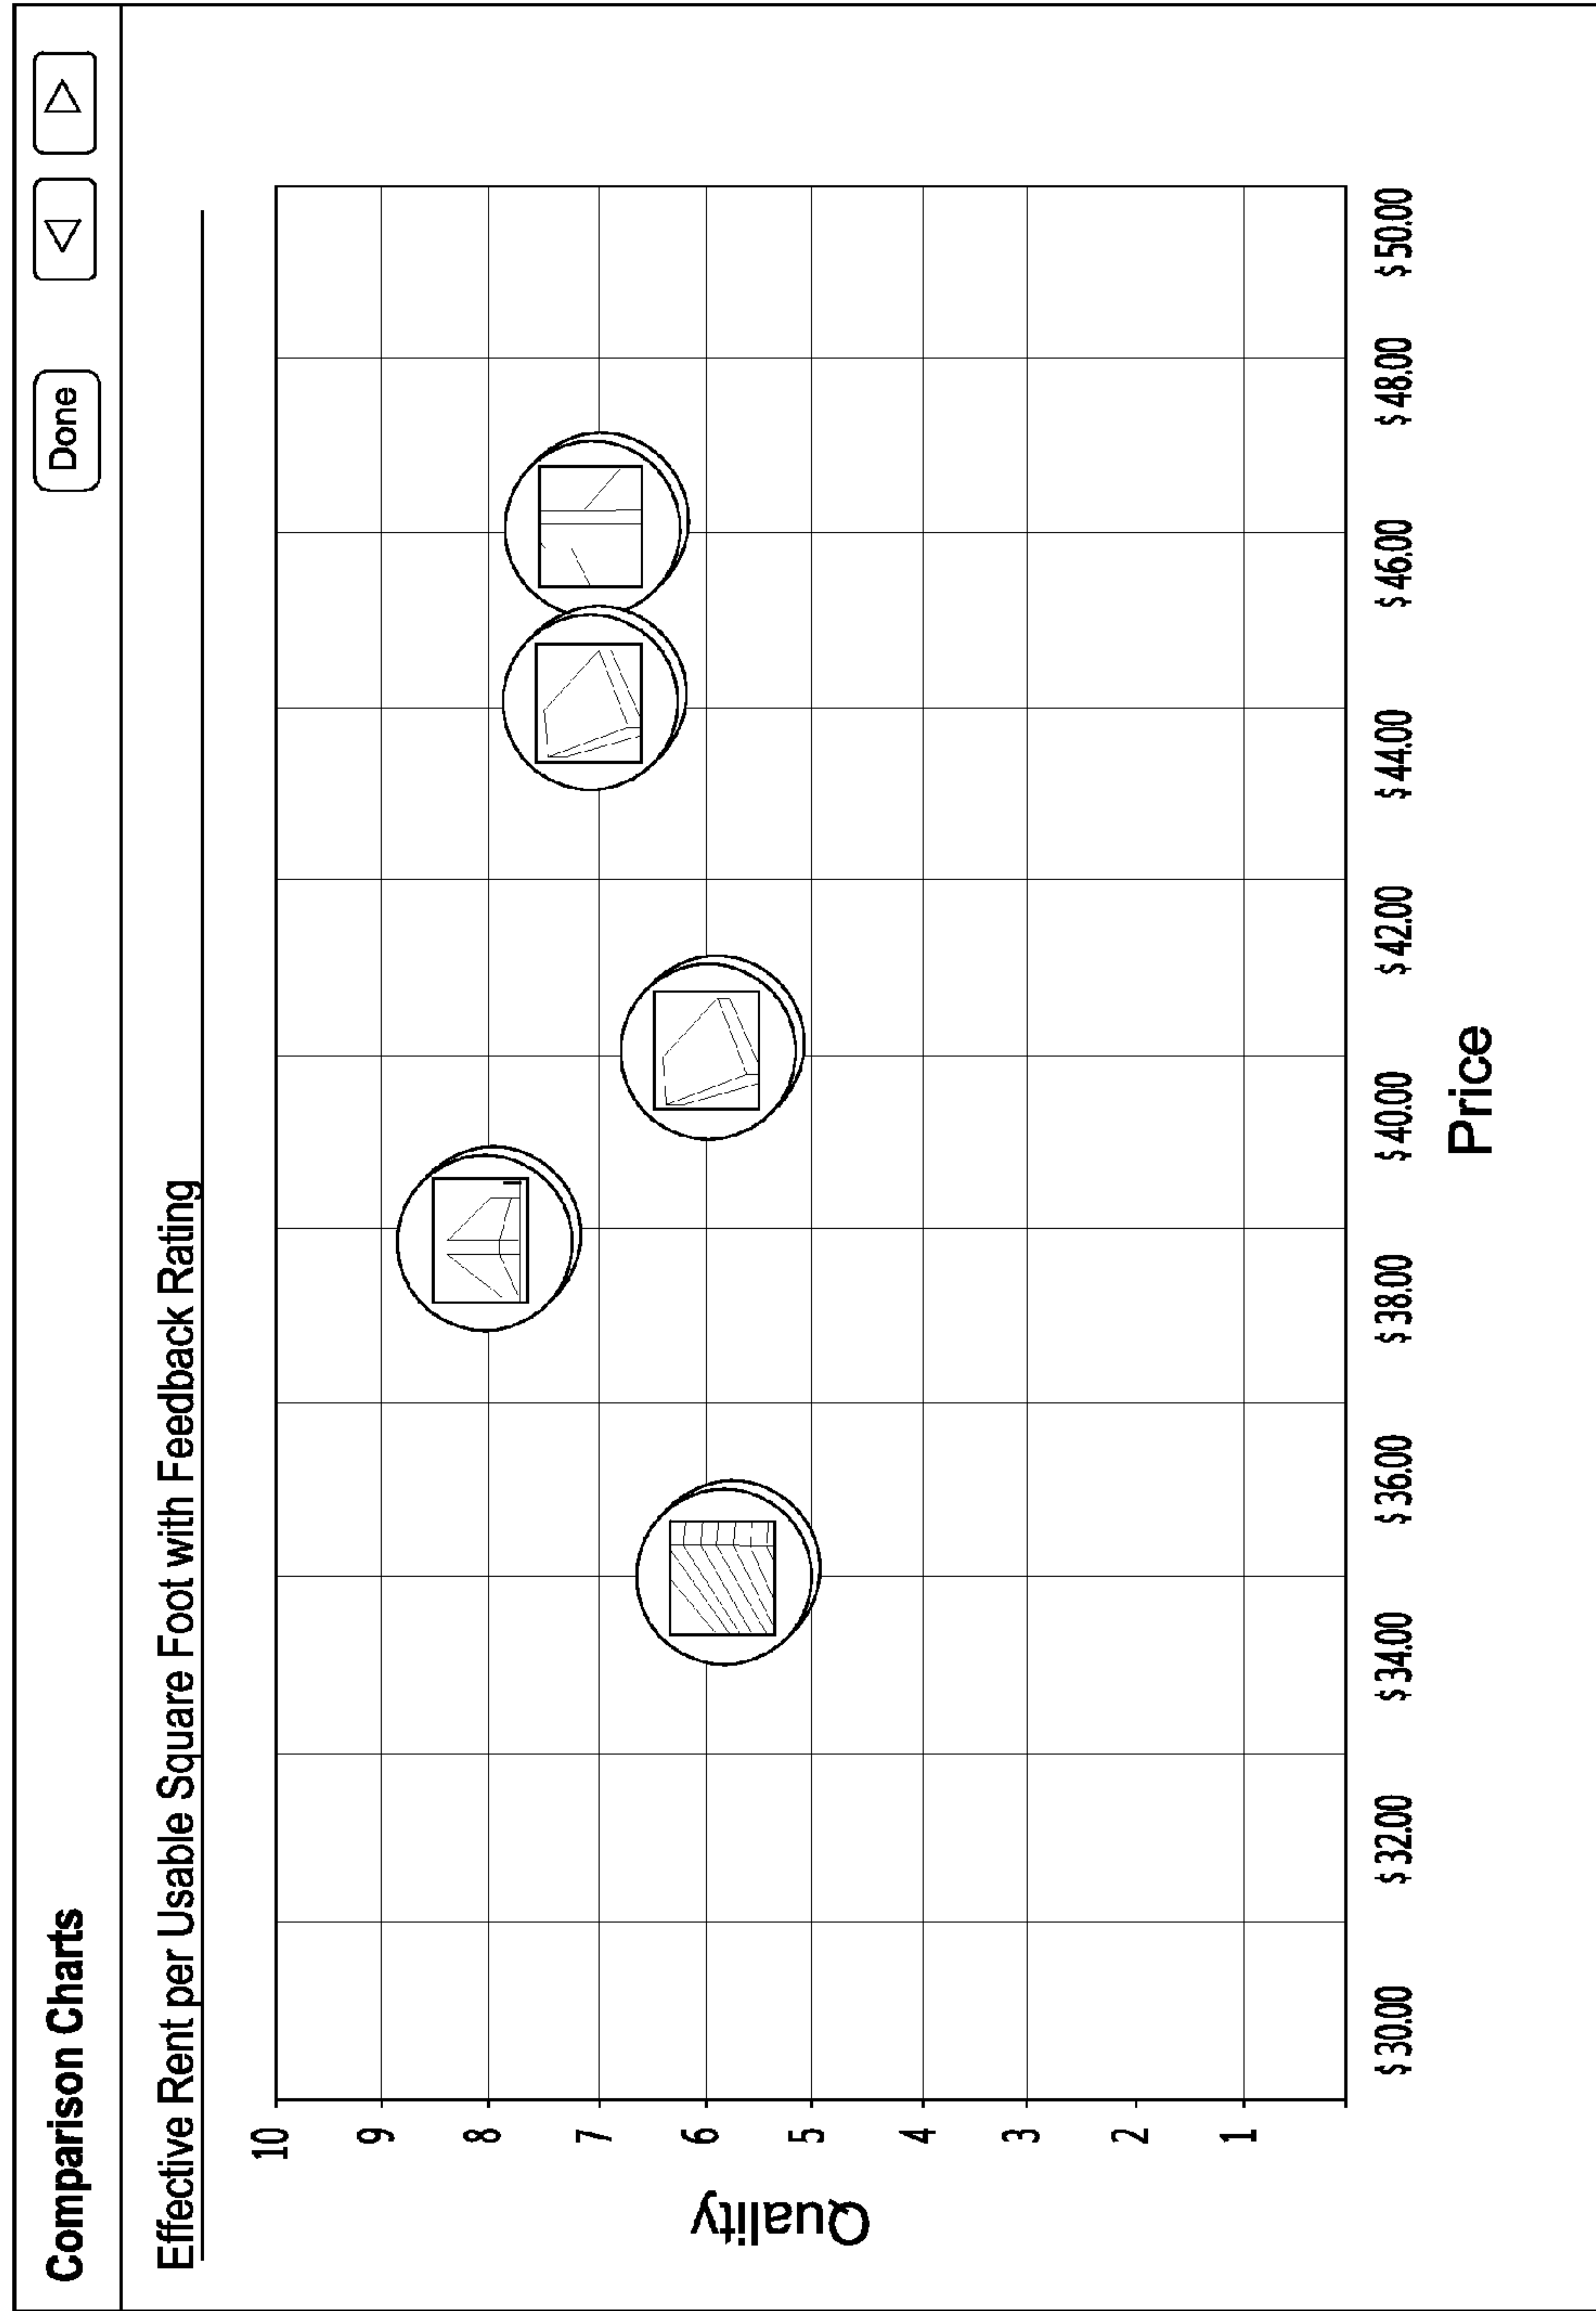 Comparison Charts
Done
Effective Rent per Usable Square Foot with Feedback Rating
Quality
10
9
8
7
6
5
4
3
2
1
$ 30.00 $ 32.00 $ 34.00 $ 36.00 $ 38.00 $ 40.00 $ 42.00 $ 44.00 $ 46.00 $ 48.00 $ 50.00
Price